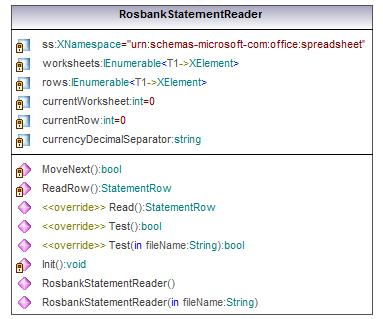 RosbankStatementReader
ss:XNamespace="urn:schemas-microsoft-com:office:spreadsheet"
worksheets:IEnumerable<T1->XElement>
rows:IEnumerable<T1->XElement>
currentWorksheet:int=0
currentRow:int=0
currencyDecimalSeparator:string
MoveNext():bool
ReadRow():StatementRow
<<override>> Read():StatementRow
<<override>> Test():bool
<<override>> Test(in fileName:String):bool
Init():void
RosbankStatementReader()
RosbankStatementReader(in fileName:String)